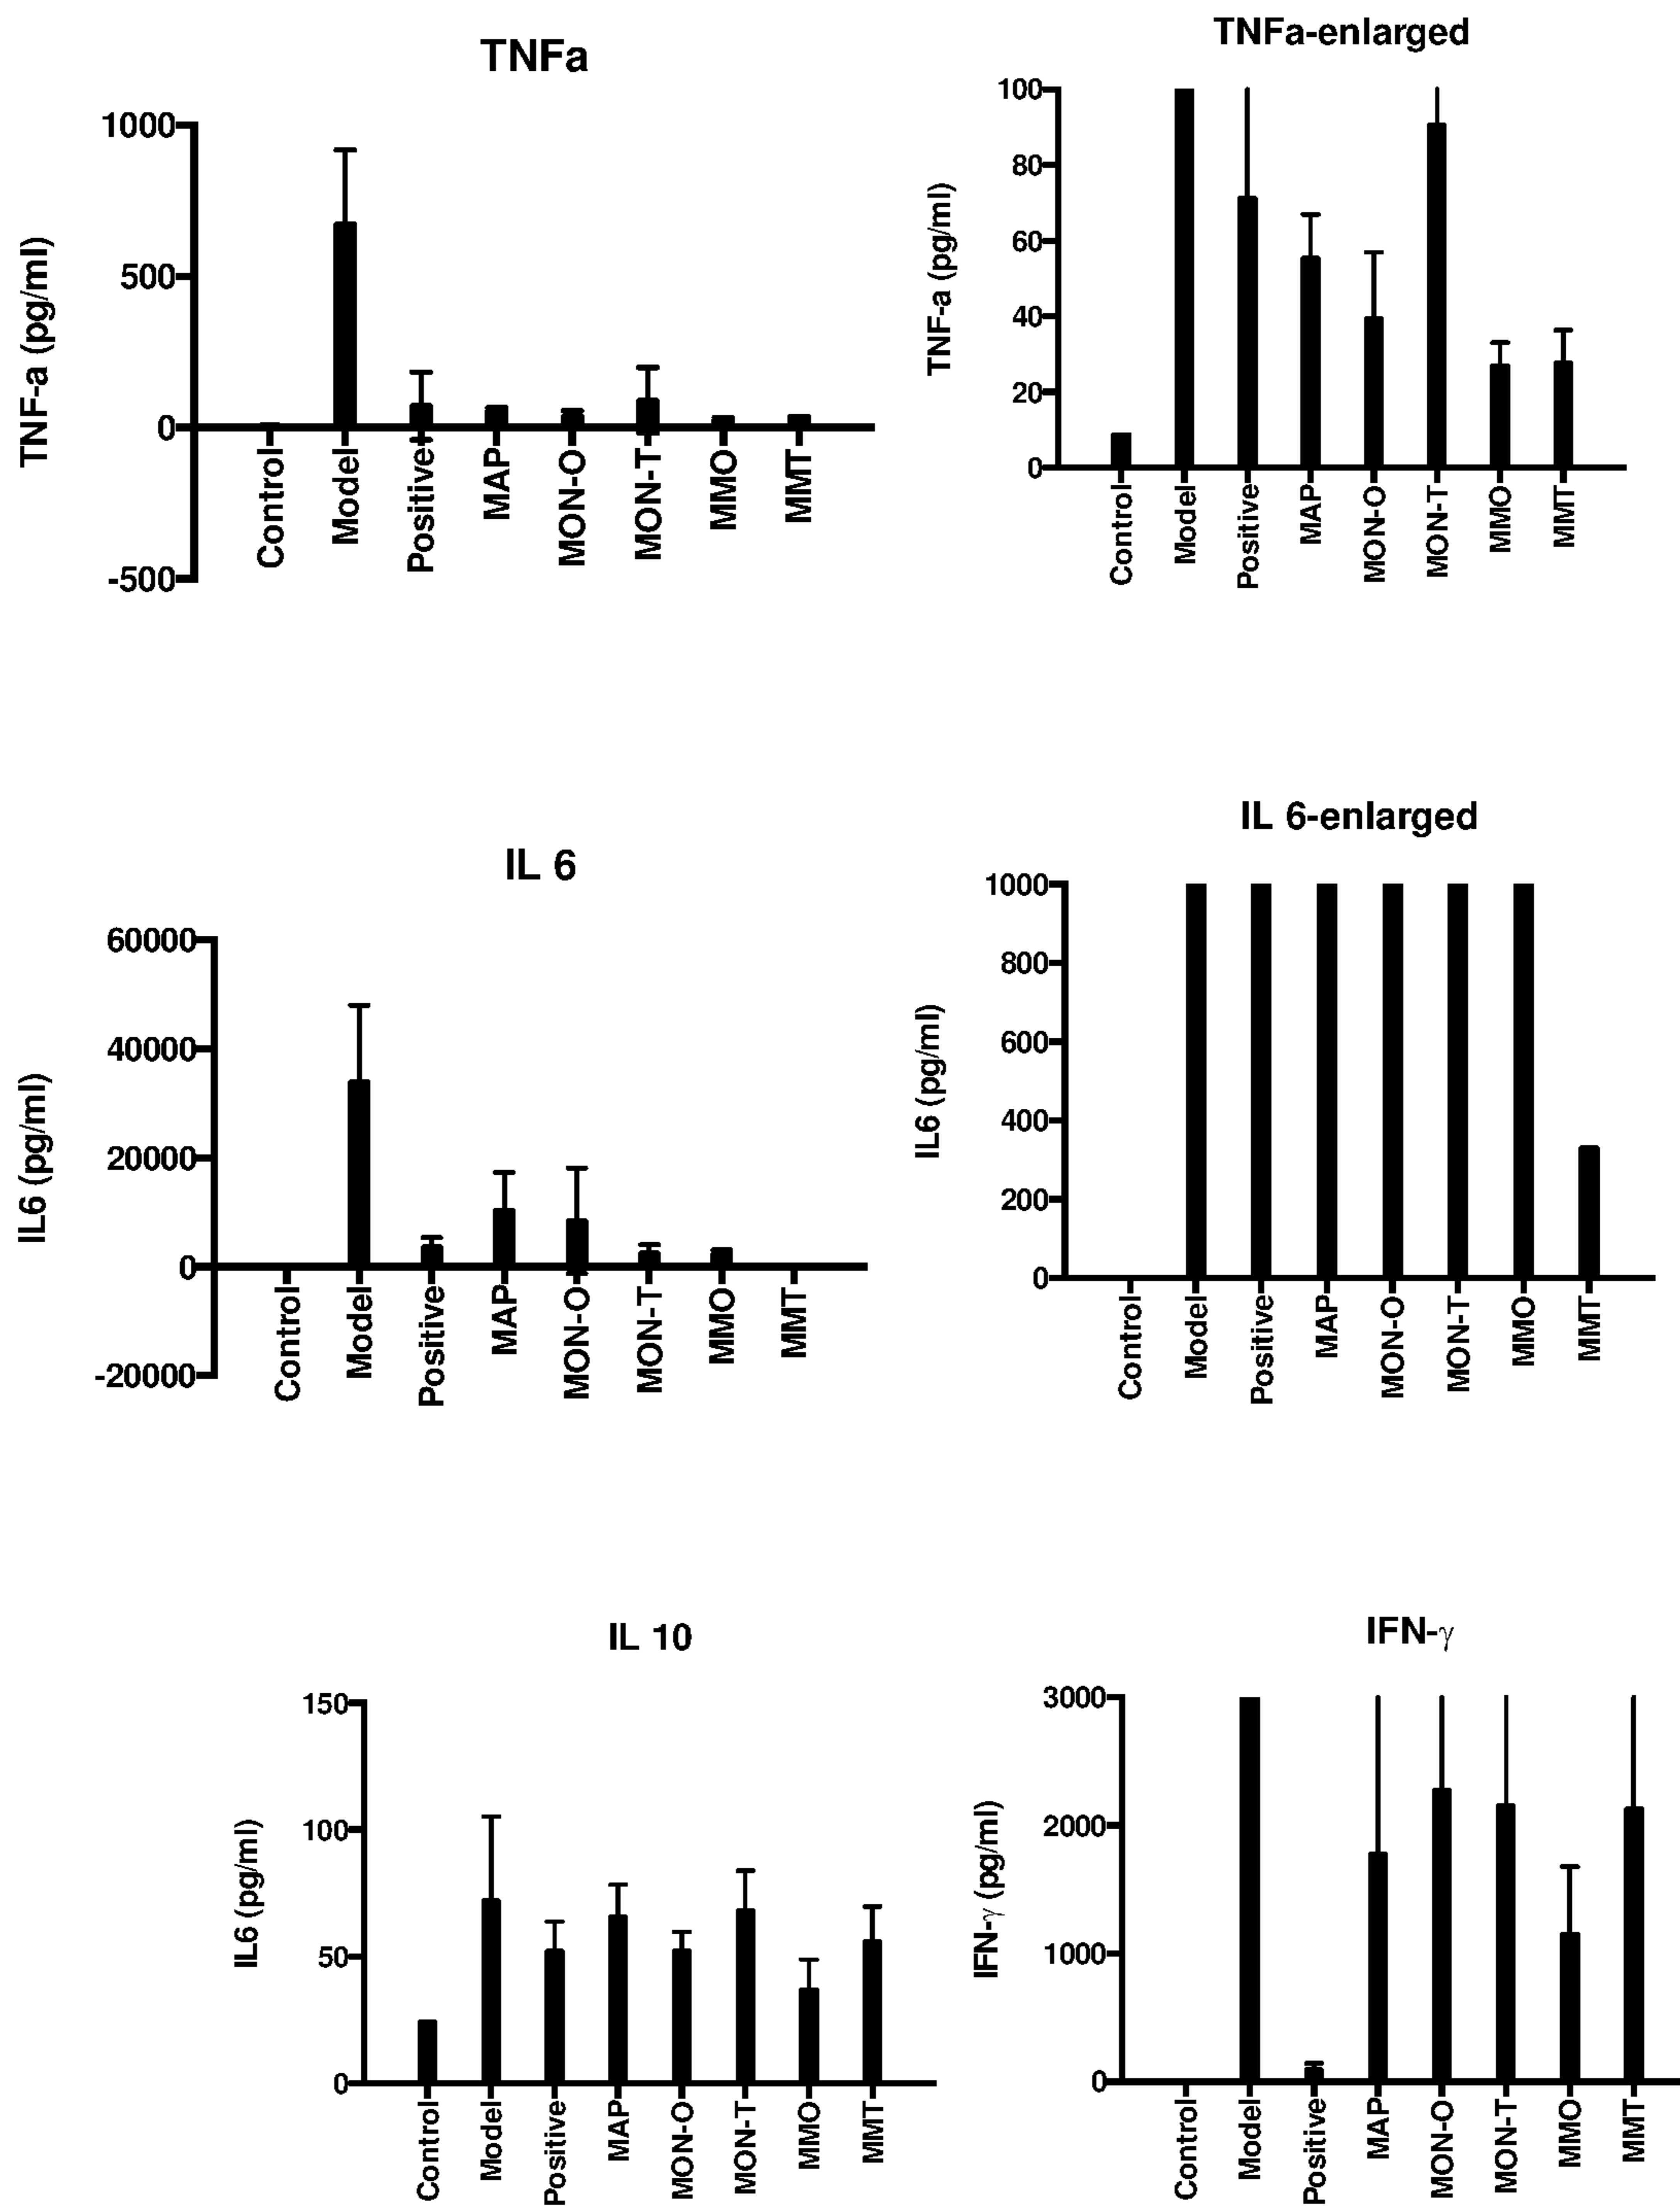 TNFa
TNF-a (pg/ml)
1000
500
0
-500
Control
Model
Positive
MAP
MON-O
MON-T
MMO
MMT
TNFa-enlarged
TNF-a (pg/ml)
100
80
60
40
20
0
Control
Model
Positive
MAP
MON-O
MON-T
MMO
MMT
IL 6
IL6 (pg/ml)
60000
40000
20000
0
-20000
Control
Model
Positive
MAP
MON-O
MON-T
MMO
MMT
IL 6-enlarged
IL6 (pg/ml)
1000
800
600
400
200
0
Control
Model
Positive
MAP
MON-O
MON-T
MMO
MMT
IL 10
IL6 (pg/ml)
150
100
50
0
Control
Model
Positive
MAP
MON-O
MON-T
MMO
MMT
IFN-γ
IFN-γ (pg/ml)
3000
2000
1000
0
Control
Model
Positive
MAP
MON-O
MON-T
MMO
MMT